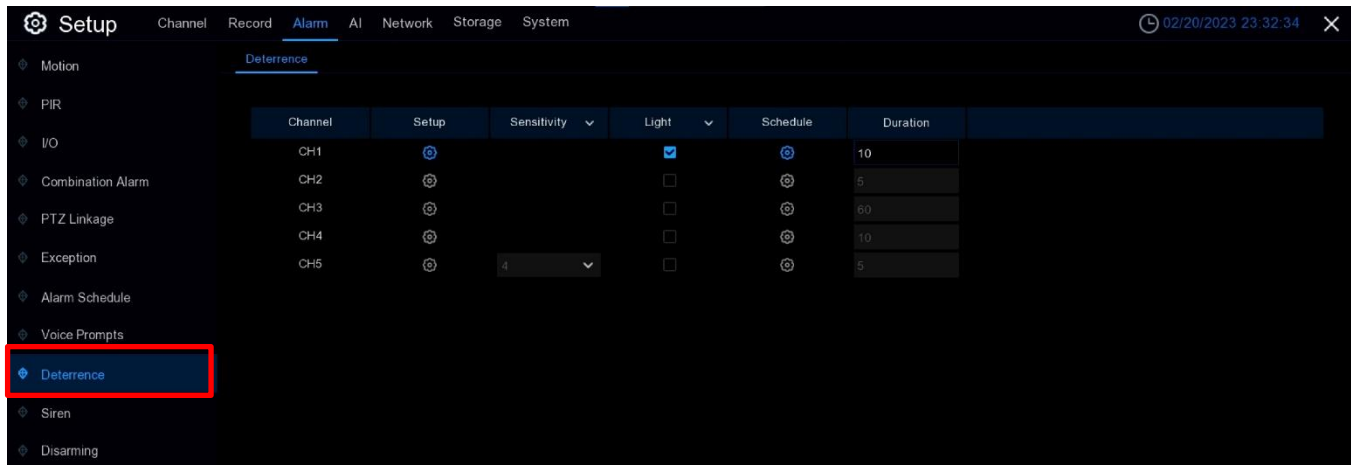 Setup Channel Record Alarm AI Network Storage System 02/20/2023 23:32:34
Motion
PIR
I/O
Combination Alarm
PTZ Linkage
Exception
Alarm Schedule
Voice Prompts
Deterrence
Siren
Disarming
Deterrence
Channel Setup Sensitivity Light Schedule Duration
CH1 10
CH2 5
CH3 60
CH4 10
CH5 4 5